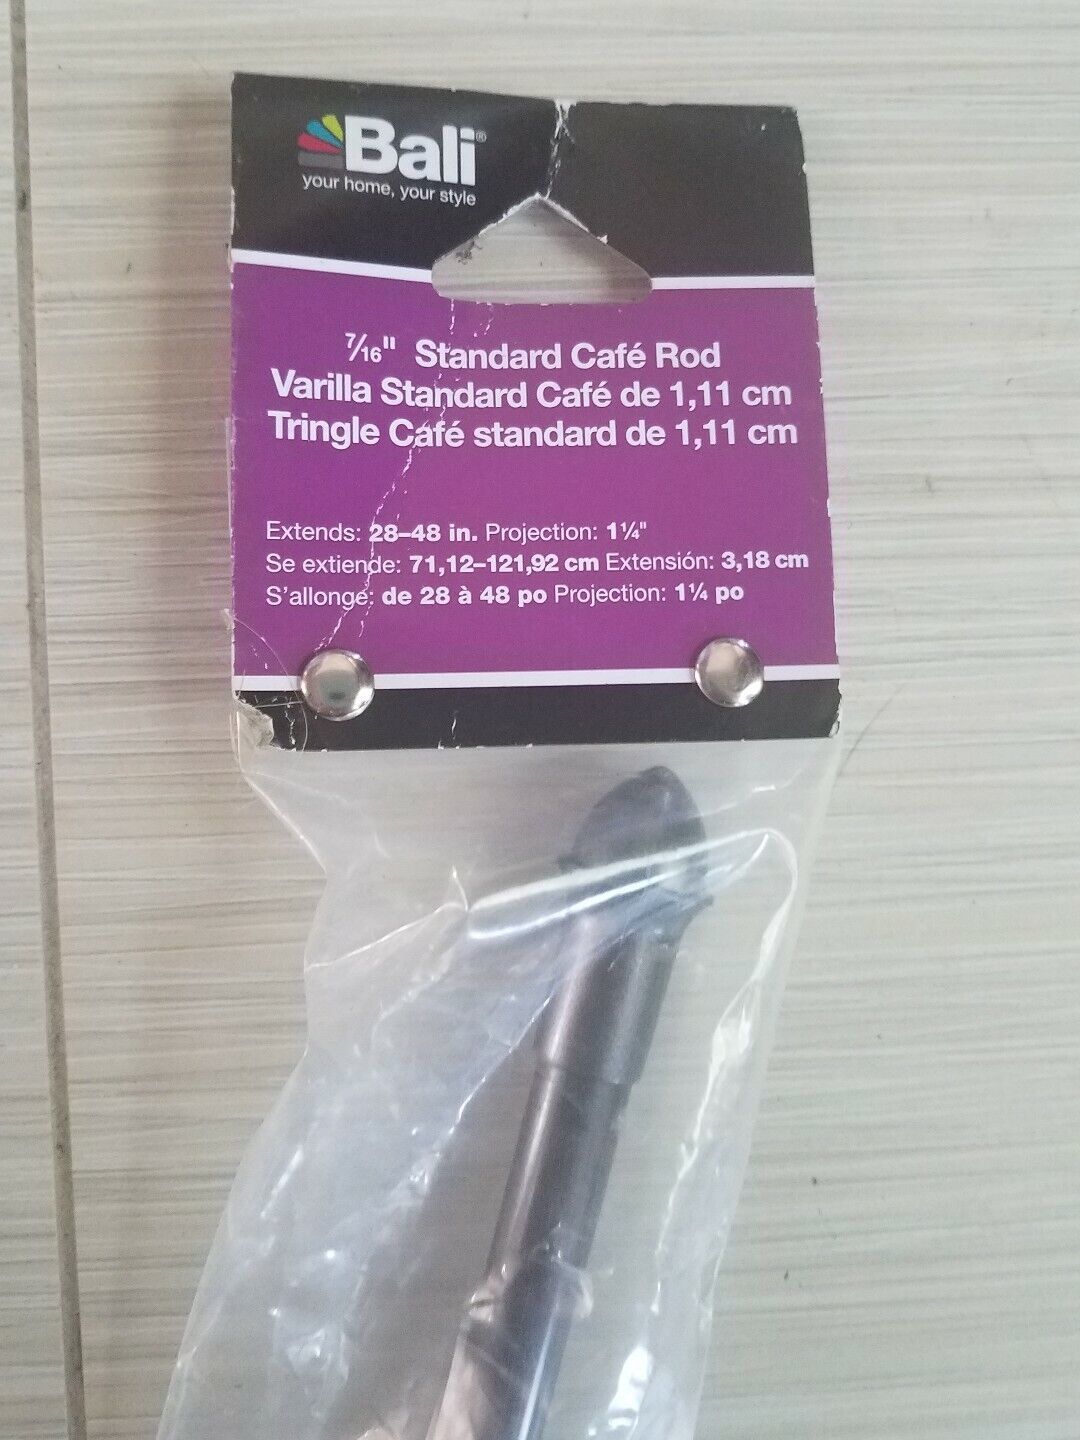 Bali®
your home, your style
7/16" Standard Café Rod
Varilla Standard Café de 1,11 cm
Tringle Café standard de 1,11 cm
Extends: 28–48 in. Projection: 1¼"
Se extiende: 71,12–121,92 cm Extensión: 3,18 cm
S'allonge: de 28 à 48 po Projection: 1¼ po